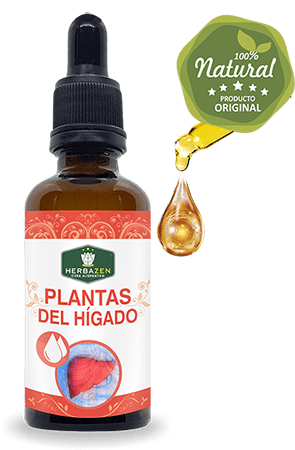 100%
Natural
PRODUCTO
ORIGINAL
HERBAZEN
PLANTAS
DEL HÍGADO